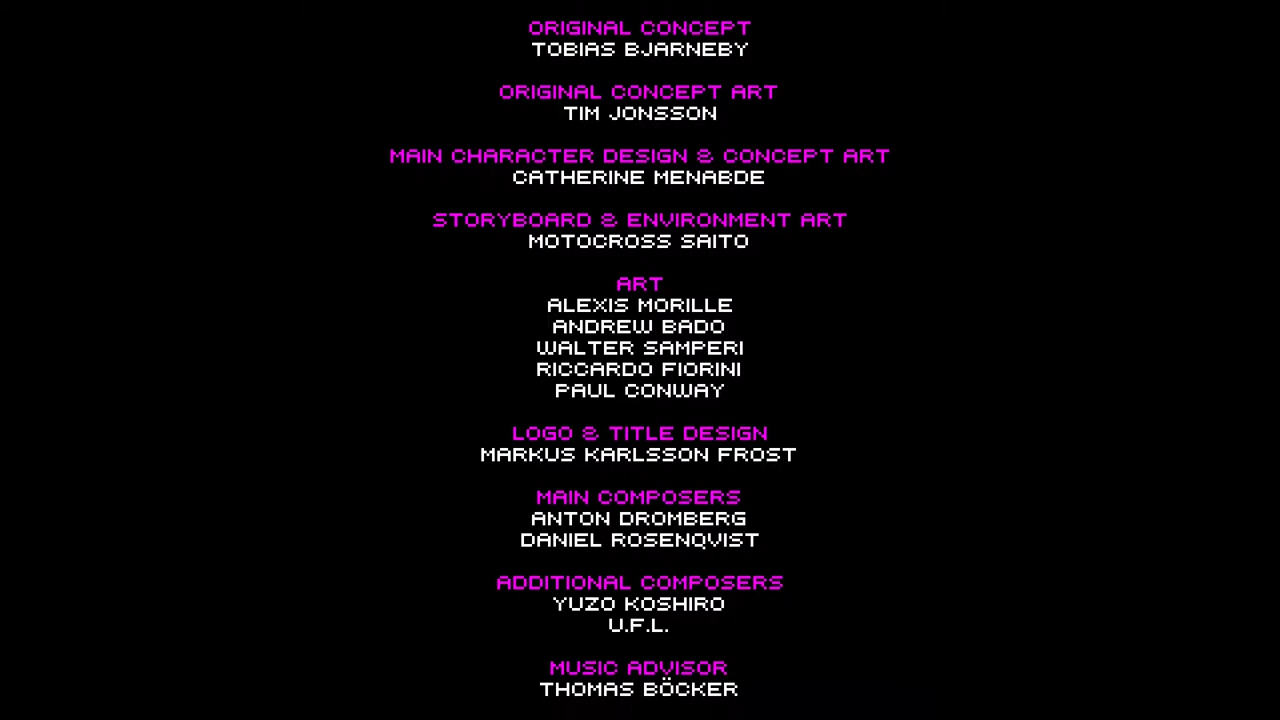 ORIGINAL CONCEPT
TOBIAS BJARNEBY
ORIGINAL CONCEPT ART
TIM JONSSON
MAIN CHARACTER DESIGN & CONCEPT ART
CATHERINE MENABDE
STORYBOARD & ENVIRONMENT ART
MOTOCROSS SAITO
ART
ALEXIS MORILLE
ANDREW BADO
WALTER SAMPERI
RICCARDO FIORINI
PAUL CONWAY
LOGO & TITLE DESIGN
MARKUS KARLSSON FROST
MAIN COMPOSERS
ANTON DROMBERG
DANIEL ROSENQVIST
ADDITIONAL COMPOSERS
YUZO KOSHIRO
U.F.L.
MUSIC ADVISOR
THOMAS BÖCKER